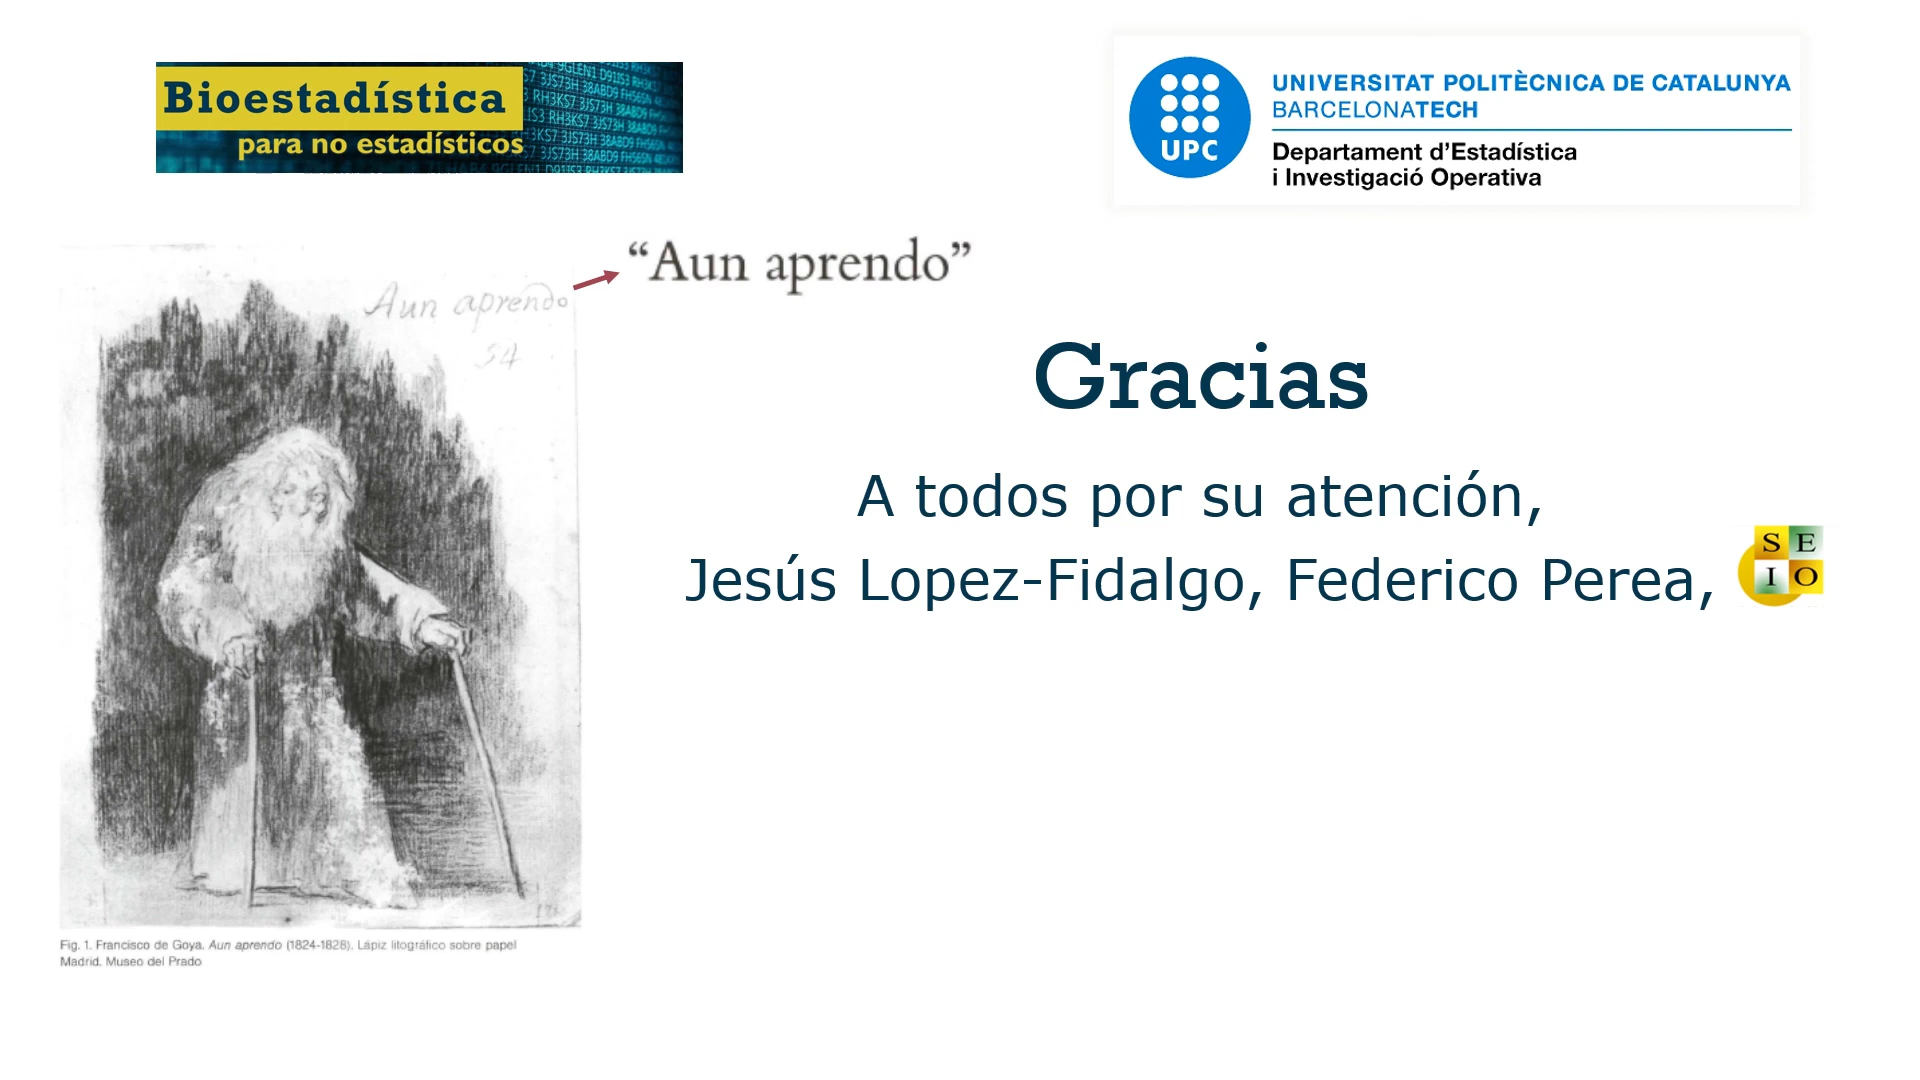 Bioestadística
para no estadísticos
UPC
UNIVERSITAT POLITÈCNICA DE CATALUNYA
BARCELONATECH
Departament d'Estadística
i Investigació Operativa
“Aun aprendo”
Aun aprendo
54
Gracias
A todos por su atención,
Jesús Lopez-Fidalgo, Federico Perea,
S E
I O
Fig. 1. Francisco de Goya. Aun aprendo (1824-1828). Lápiz litográfico sobre papel
Madrid. Museo del Prado